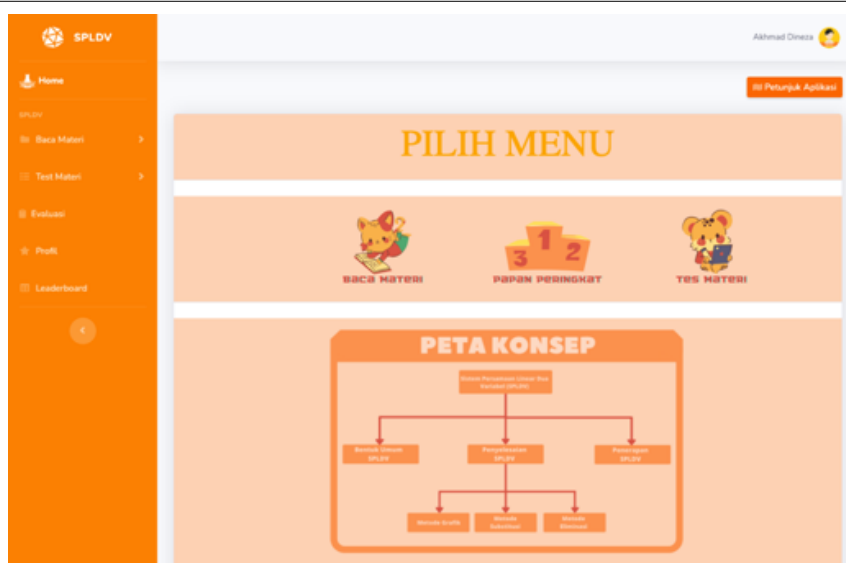 SPLDV
Akhmad Dineza
Home
Petunjuk Aplikasi
SPLDV
Baca Materi
Test Materi
Evaluasi
Profil
Leaderboard
PILIH MENU
1
3 2
BACA MATERI
PAPAN PERINGKAT
TES MATERI
PETA KONSEP
Sistem Persamaan Linear Dua
Variabel (SPLDV)
Bentuk Umum
SPLDV
Penyelesaian
SPLDV
Penerapan
SPLDV
Metode Grafik
Metode
Substitusi
Metode
Eliminasi